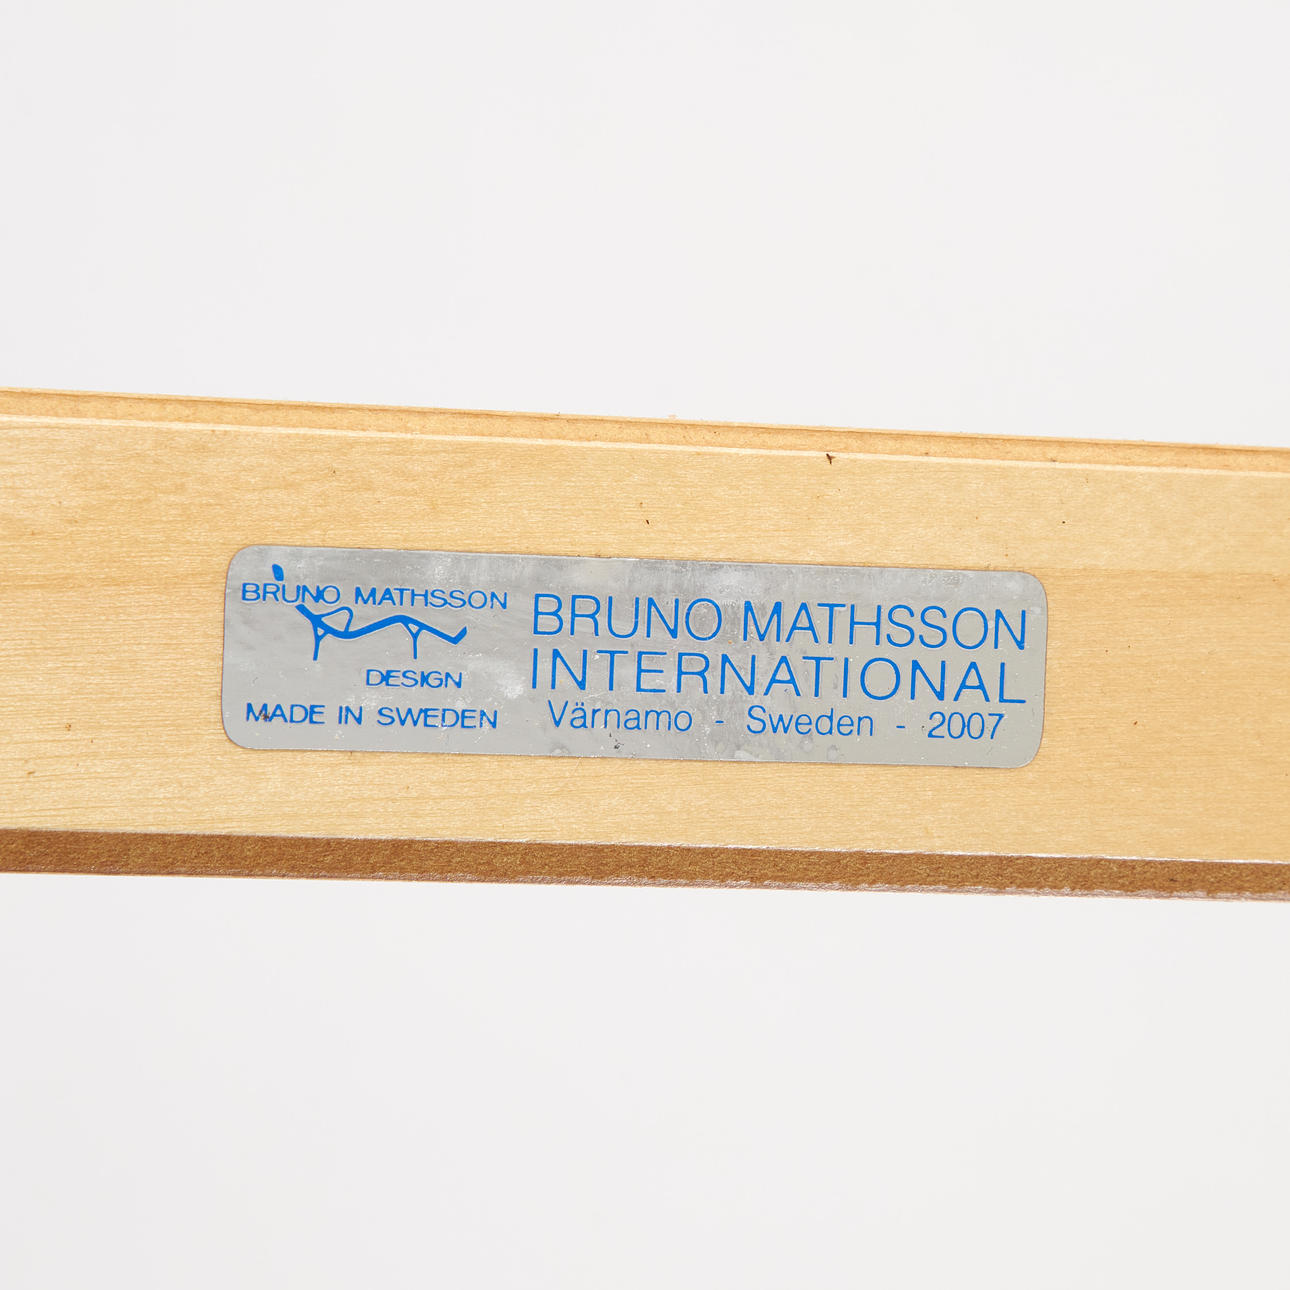 BRUNO MATHSSON
DESIGN
MADE IN SWEDEN
BRUNO MATHSSON
INTERNATIONAL
Värnamo - Sweden - 2007